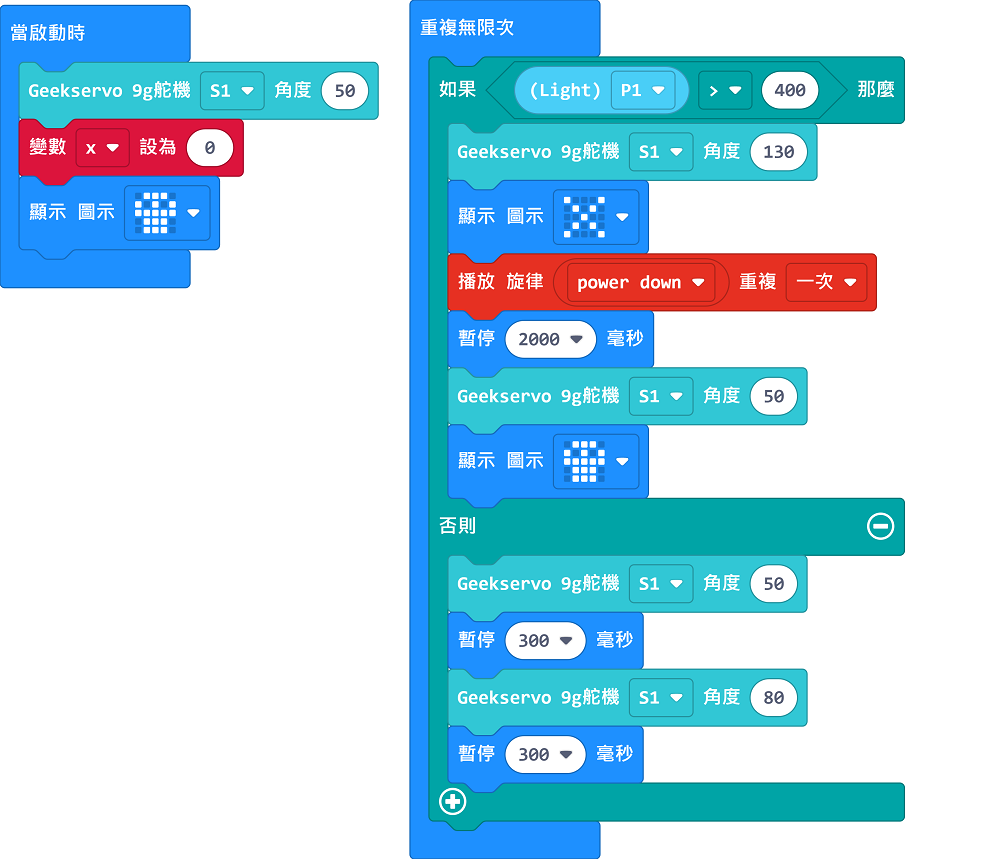 當啟動時
Geekservo 9g舵機 S1 角度 50
變數 x 設為 0
顯示 圖示
重複無限次
如果 (Light) P1 > 400 那麼
Geekservo 9g舵機 S1 角度 130
顯示 圖示
播放 旋律 power down 重複 一次
暫停 2000 毫秒
Geekservo 9g舵機 S1 角度 50
顯示 圖示
否則
Geekservo 9g舵機 S1 角度 50
暫停 300 毫秒
Geekservo 9g舵機 S1 角度 80
暫停 300 毫秒